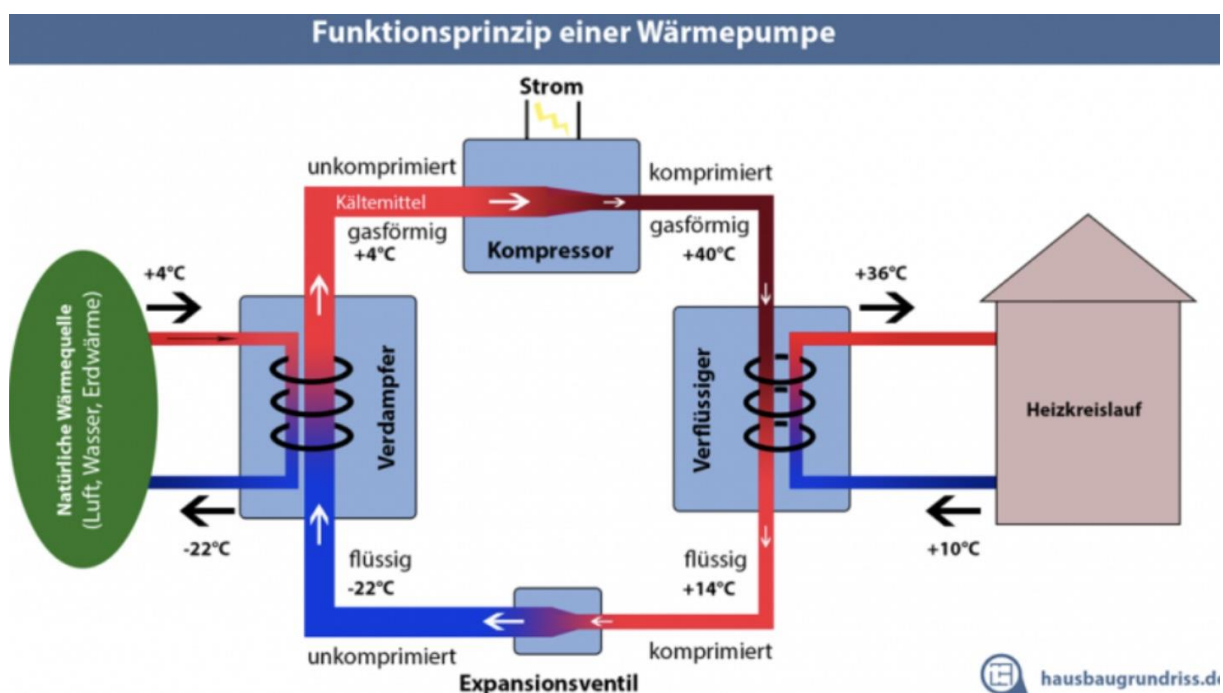 Funktionsprinzip einer Wärmepumpe
Strom
unkomprimiert
komprimiert
Kältemittel
gasförmig
+4°C
Kompressor
gasförmig
+40°C
+4°C
+36°C
Natürliche Wärmequelle
(Luft, Wasser, Erdwärme)
Verdampfer
Verflüssiger
Heizkreislauf
-22°C
+10°C
flüssig
-22°C
flüssig
+14°C
unkomprimiert
komprimiert
Expansionsventil
hausbaugrundriss.de